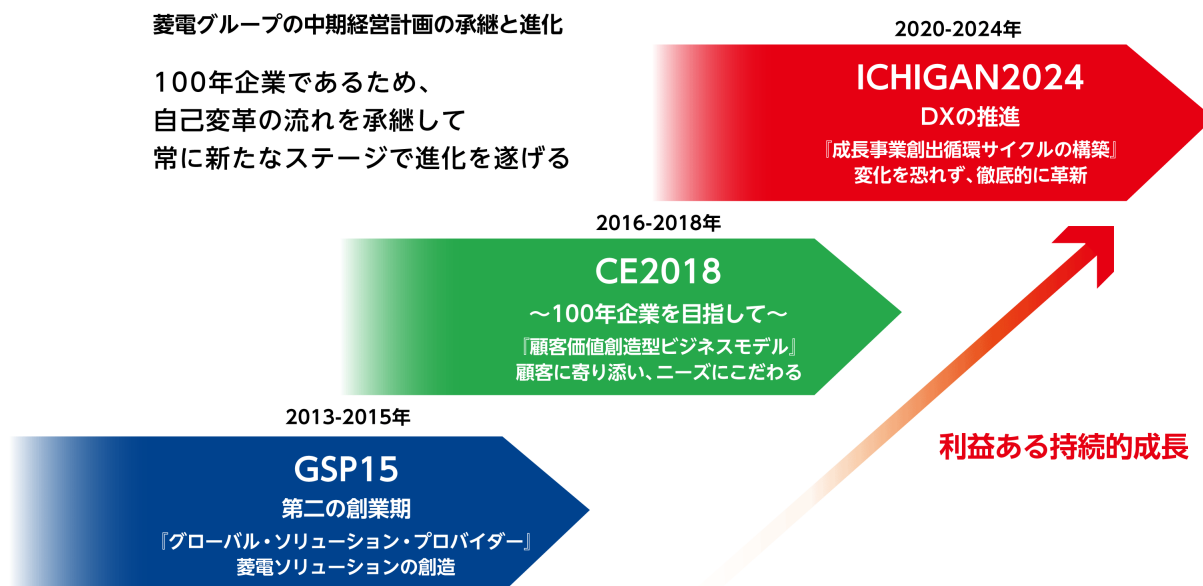 菱電グループの中期経営計画の承継と進化
100年企業であるため、
自己変革の流れを承継して
常に新たなステージで進化を遂げる
2020-2024年
ICHIGAN2024
DXの推進
『成長事業創出循環サイクルの構築』
変化を恐れず、徹底的に革新
2016-2018年
CE2018
～100年企業を目指して～
『顧客価値創造型ビジネスモデル』
顧客に寄り添い、ニーズにこだわる
2013-2015年
GSP15
第二の創業期
『グローバル・ソリューション・プロバイダー』
菱電ソリューションの創造
利益ある持続的成長